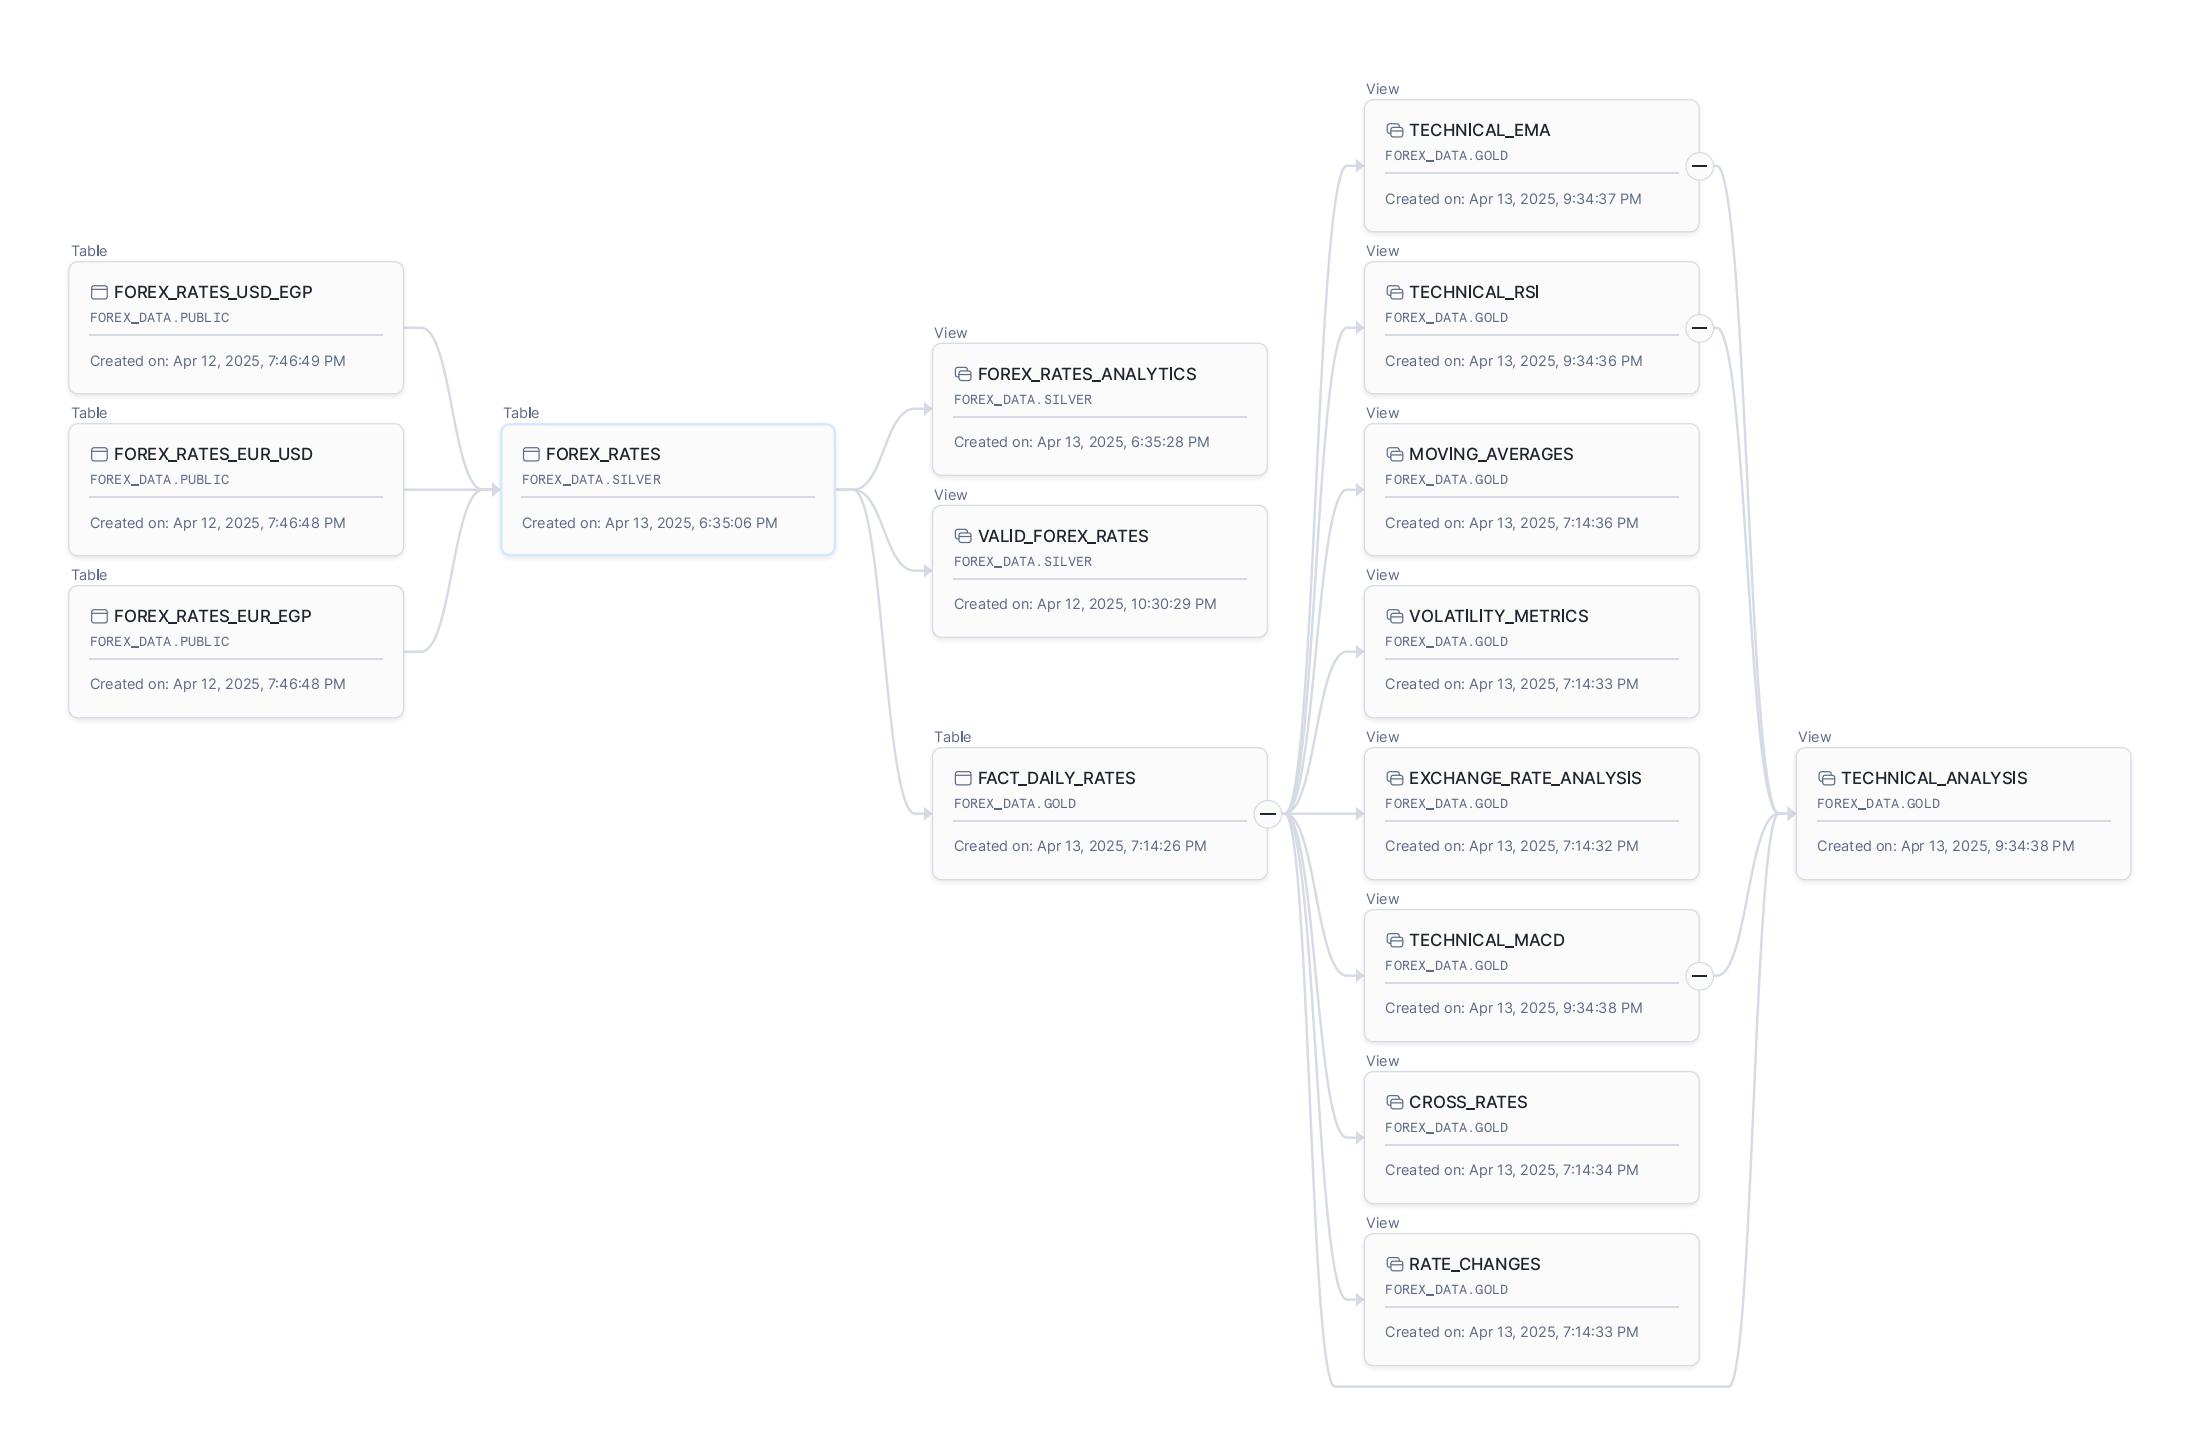 Table
FOREX_RATES_USD_EGP
FOREX_DATA.PUBLIC
Created on: Apr 12, 2025, 7:46:49 PM
Table
FOREX_RATES_EUR_USD
FOREX_DATA.PUBLIC
Created on: Apr 12, 2025, 7:46:48 PM
Table
FOREX_RATES_EUR_EGP
FOREX_DATA.PUBLIC
Created on: Apr 12, 2025, 7:46:48 PM
Table
FOREX_RATES
FOREX_DATA.SILVER
Created on: Apr 13, 2025, 6:35:06 PM
View
FOREX_RATES_ANALYTICS
FOREX_DATA.SILVER
Created on: Apr 13, 2025, 6:35:28 PM
View
VALID_FOREX_RATES
FOREX_DATA.SILVER
Created on: Apr 12, 2025, 10:30:29 PM
Table
FACT_DAILY_RATES
FOREX_DATA.GOLD
Created on: Apr 13, 2025, 7:14:26 PM
View
TECHNICAL_EMA
FOREX_DATA.GOLD
Created on: Apr 13, 2025, 9:34:37 PM
View
TECHNICAL_RSI
FOREX_DATA.GOLD
Created on: Apr 13, 2025, 9:34:36 PM
View
MOVING_AVERAGES
FOREX_DATA.GOLD
Created on: Apr 13, 2025, 7:14:36 PM
View
VOLATILITY_METRICS
FOREX_DATA.GOLD
Created on: Apr 13, 2025, 7:14:33 PM
View
EXCHANGE_RATE_ANALYSIS
FOREX_DATA.GOLD
Created on: Apr 13, 2025, 7:14:32 PM
View
TECHNICAL_MACD
FOREX_DATA.GOLD
Created on: Apr 13, 2025, 9:34:38 PM
View
CROSS_RATES
FOREX_DATA.GOLD
Created on: Apr 13, 2025, 7:14:34 PM
View
RATE_CHANGES
FOREX_DATA.GOLD
Created on: Apr 13, 2025, 7:14:33 PM
View
TECHNICAL_ANALYSIS
FOREX_DATA.GOLD
Created on: Apr 13, 2025, 9:34:38 PM